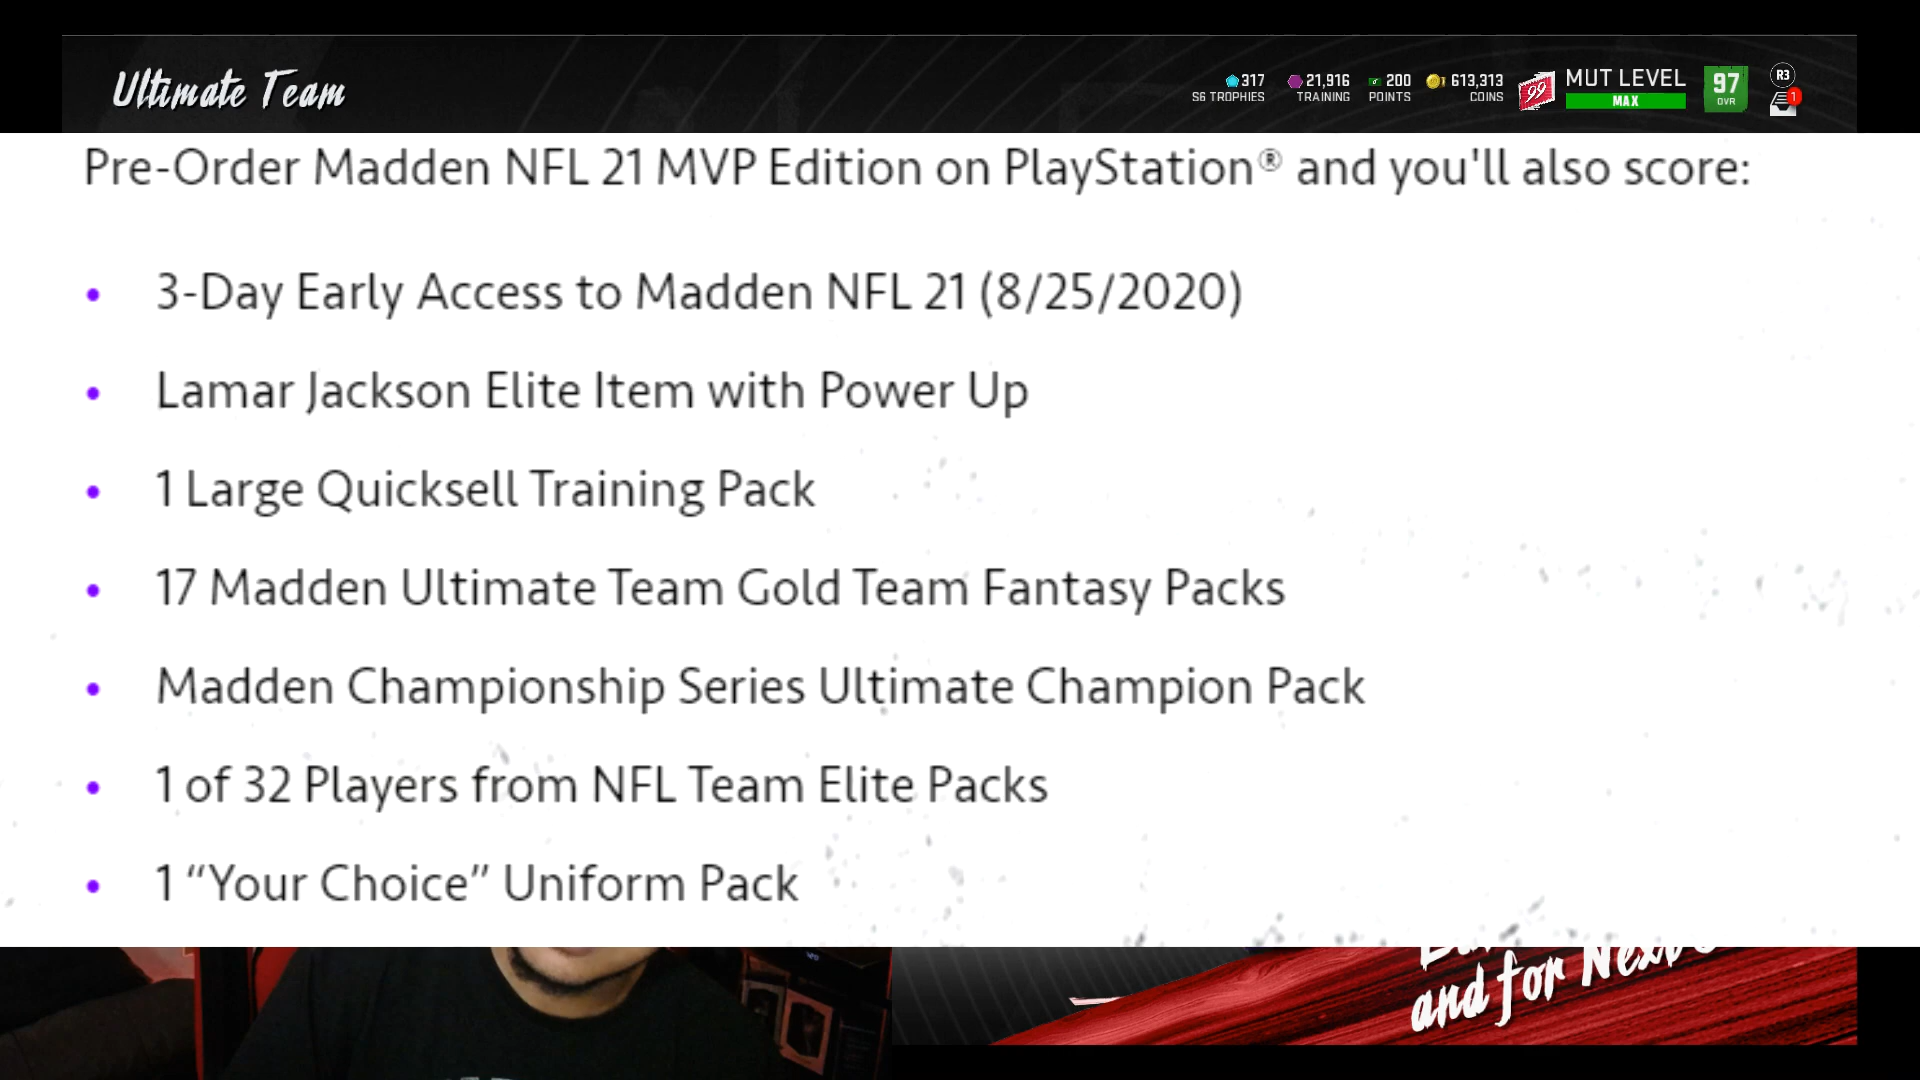 Ultimate Team
317
S6 TROPHIES
21,916
TRAINING
200
POINTS
613,313
COINS
99
MUT LEVEL
MAX
97
OVR
R3
1
Pre-Order Madden NFL 21 MVP Edition on PlayStation® and you'll also score:
• 3-Day Early Access to Madden NFL 21 (8/25/2020)
• Lamar Jackson Elite Item with Power Up
• 1 Large Quicksell Training Pack
• 17 Madden Ultimate Team Gold Team Fantasy Packs
• Madden Championship Series Ultimate Champion Pack
• 1 of 32 Players from NFL Team Elite Packs
• 1 “Your Choice” Uniform Pack
and for